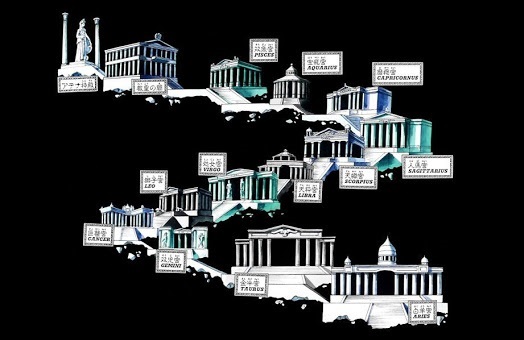 双魚宮
PISCES
宝瓶宮
AQUARIUS
磨羯宮
CAPRICORNUS
アテナ神殿
教皇の間
人馬宮
SAGITTARIUS
処女宮
VIRGO
天蝎宮
SCORPIUS
獅子宮
LEO
天秤宮
LIBRA
巨蟹宮
CANCER
双児宮
GEMINI
金牛宮
TAURUS
白羊宮
ARIES